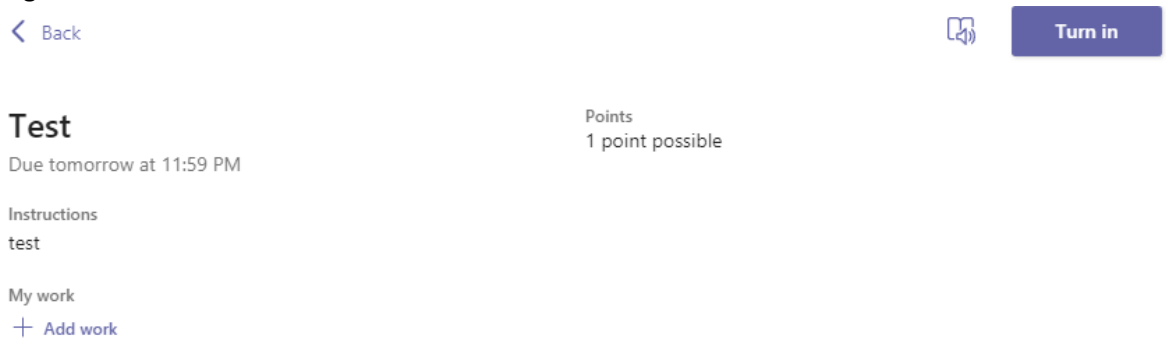 Back
Turn in
Test
Due tomorrow at 11:59 PM
Points
1 point possible
Instructions
test
My work
+ Add work